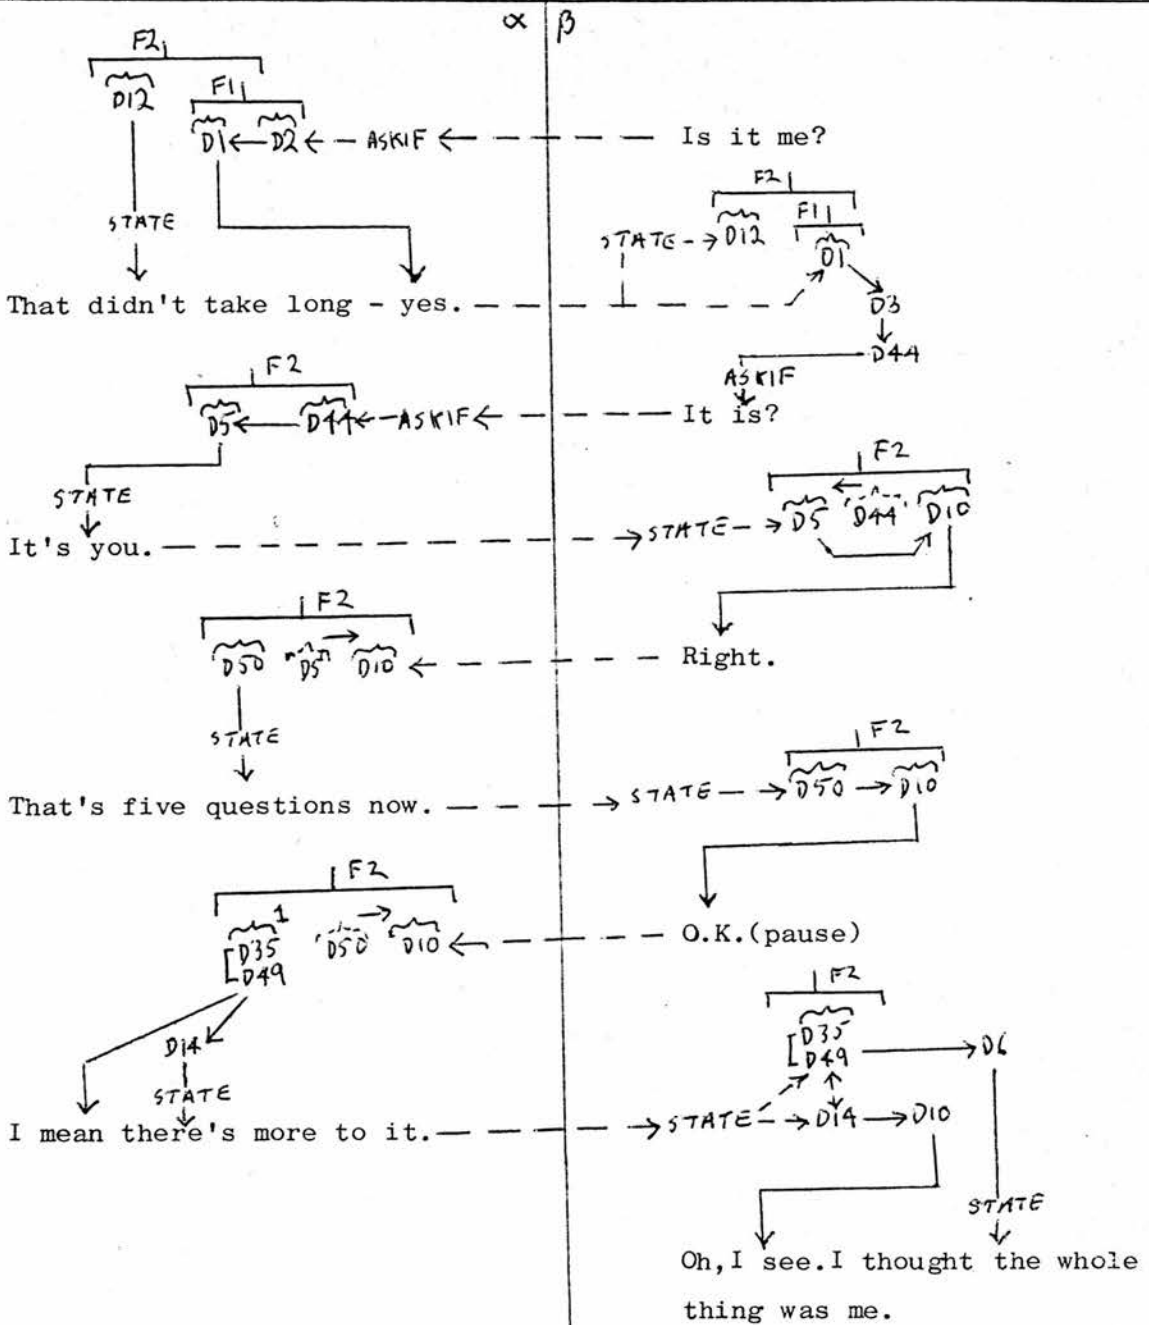 α β
F2
D12 F1
D1 D2 ASKIF Is it me?
F2
STATE STATE D12 F1
D1
That didn't take long - yes. D3
D44
F2 ASKIF
D5 D44 ASKIF It is?
F2
STATE D5 D44 D10
It's you. STATE
F2
D50 D5 D10 Right.
STATE
F2
That's five questions now. STATE D50 D10
F2
1
D35 D50 D10 O.K.(pause)
D49
F2
D35
D14 D49 D6
STATE
I mean there's more to it. STATE D14 D10
STATE
Oh,I see.I thought the whole
thing was me.